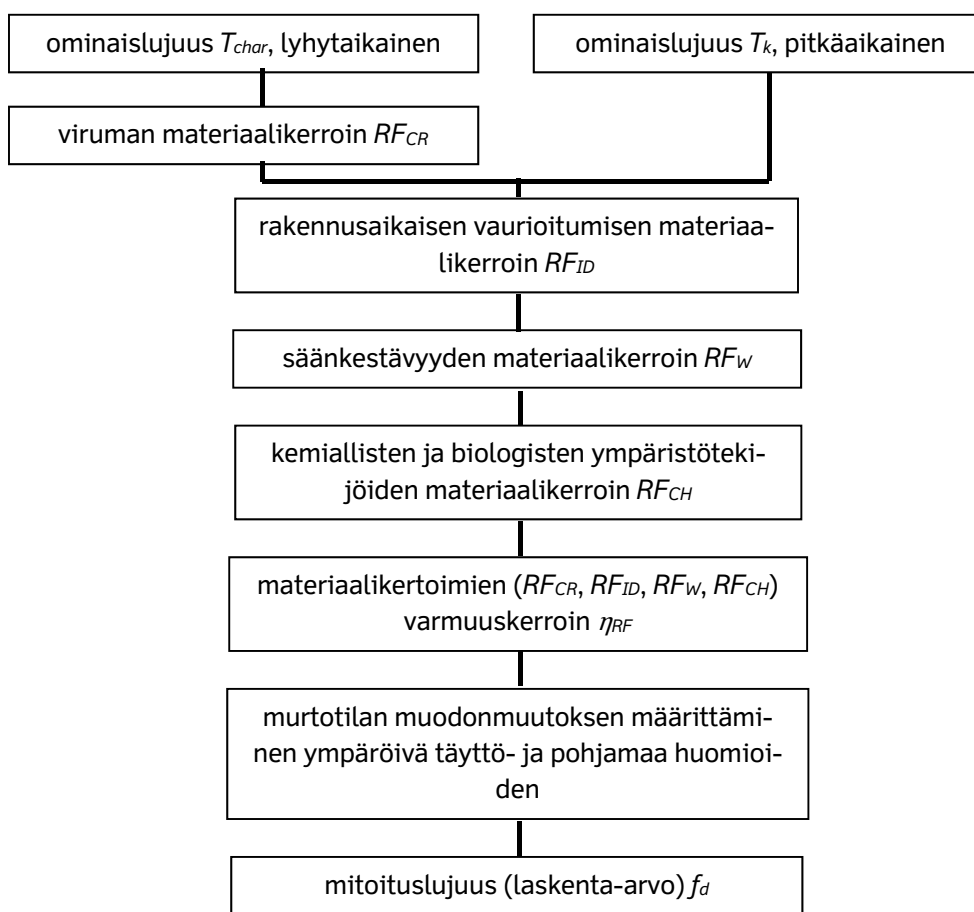 ominaislujuus Tchar, lyhytaikainen
ominaislujuus Tk, pitkäaikainen
viruman materiaalikerroin RFCR
rakennusaikaisen vaurioitumisen materiaa-
likerroin RFID
säänkestävyyden materiaalikerroin RFW
kemiallisten ja biologisten ympäristöteki-
jöiden materiaalikerroin RFCH
materiaalikertoimien (RFCR, RFID, RFW, RFCH)
varmuuskerroin ηRF
murtotilan muodonmuutoksen määrittämi-
nen ympäröivä täyttö- ja pohjamaa huomioi-
den
mitoituslujuus (laskenta-arvo) fd